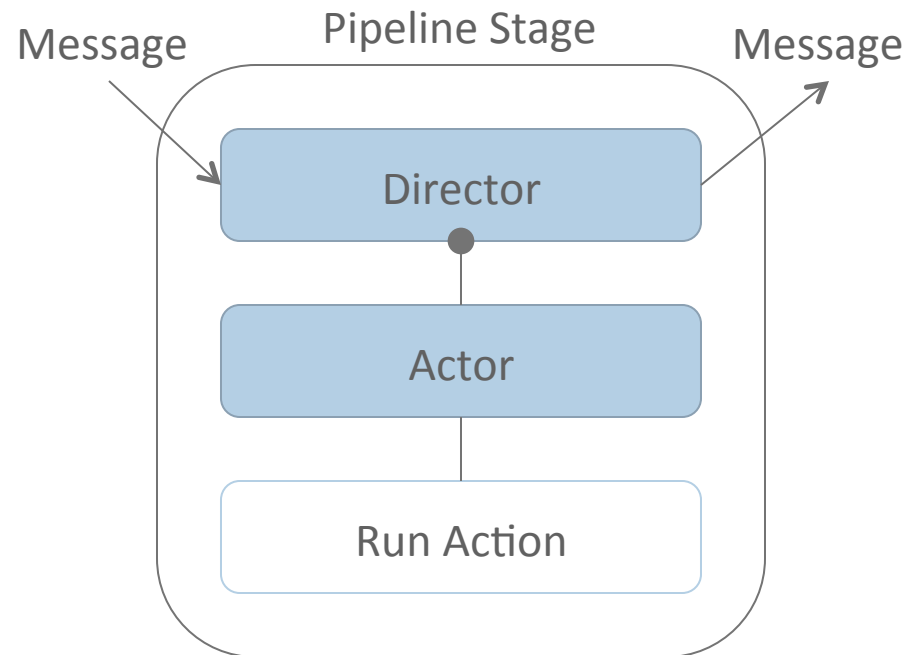 Message
Pipeline Stage
Message
Director
Actor
Run Action